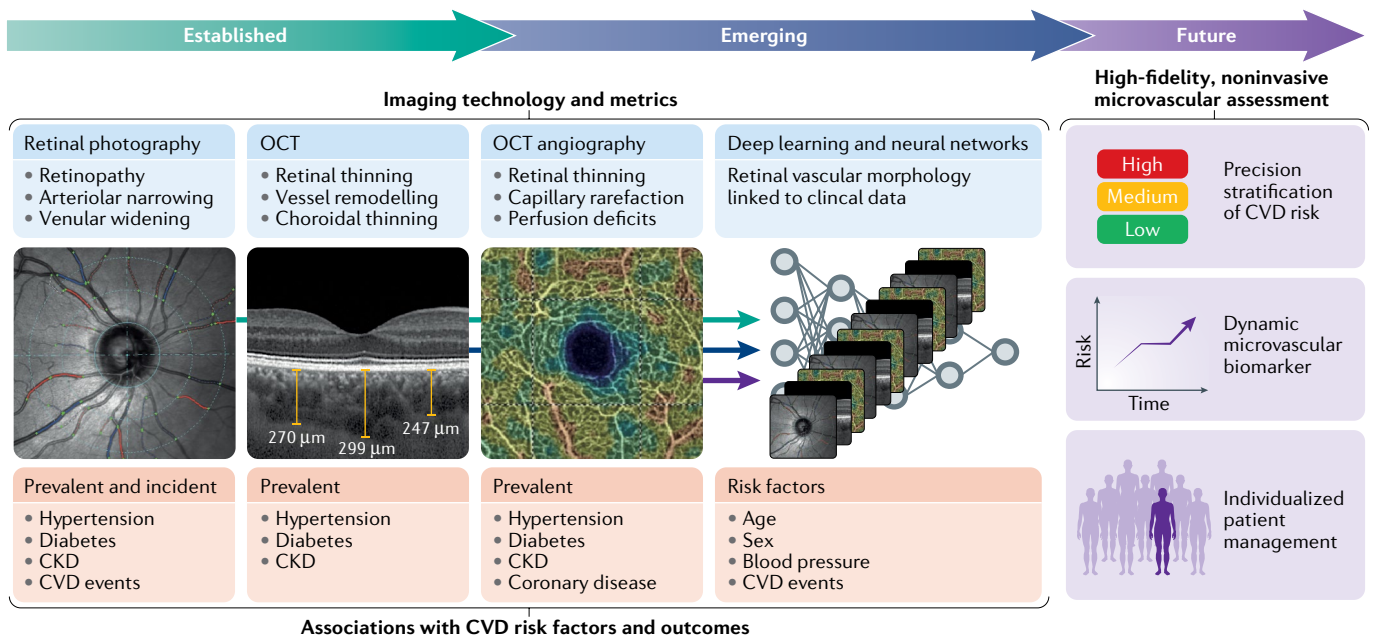 Established
Emerging
Future
Imaging technology and metrics
High-fidelity, noninvasive
microvascular assessment
Retinal photography
• Retinopathy
• Arteriolar narrowing
• Venular widening
OCT
• Retinal thinning
• Vessel remodelling
• Choroidal thinning
OCT angiography
• Retinal thinning
• Capillary rarefaction
• Perfusion deficits
Deep learning and neural networks
Retinal vascular morphology
linked to clincal data
270 μm
299 μm
247 μm
Prevalent and incident
• Hypertension
• Diabetes
• CKD
• CVD events
Prevalent
• Hypertension
• Diabetes
• CKD
Prevalent
• Hypertension
• Diabetes
• CKD
• Coronary disease
Risk factors
• Age
• Sex
• Blood pressure
• CVD events
Associations with CVD risk factors and outcomes
High
Medium
Low
Precision
stratification
of CVD risk
Risk
Time
Dynamic
microvascular
biomarker
Individualized
patient
management